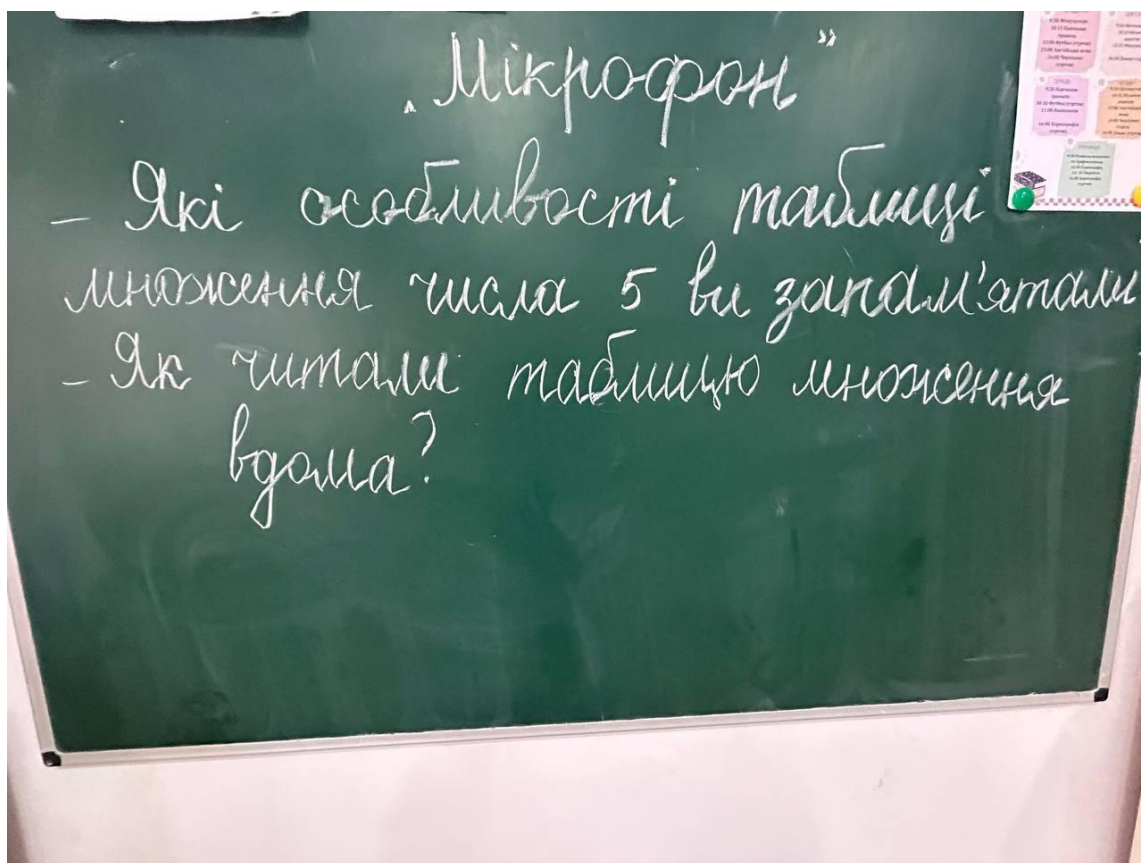 „Мікрофон”
- Які особливості таблиці
множення числа 5 ви запам'ятали
- Як читали таблицю множення
вдома?